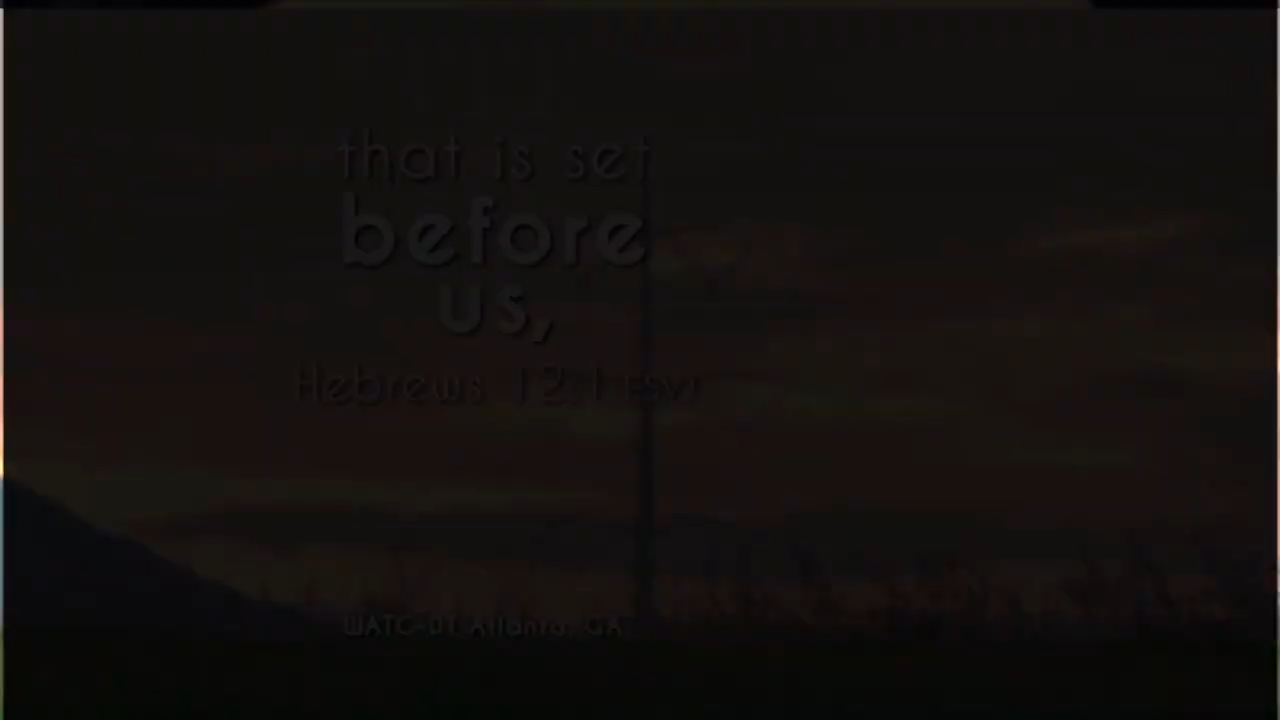 that is set
before
us,
Hebrews 12:1 ESV
WATC-DT Atlanta, GA